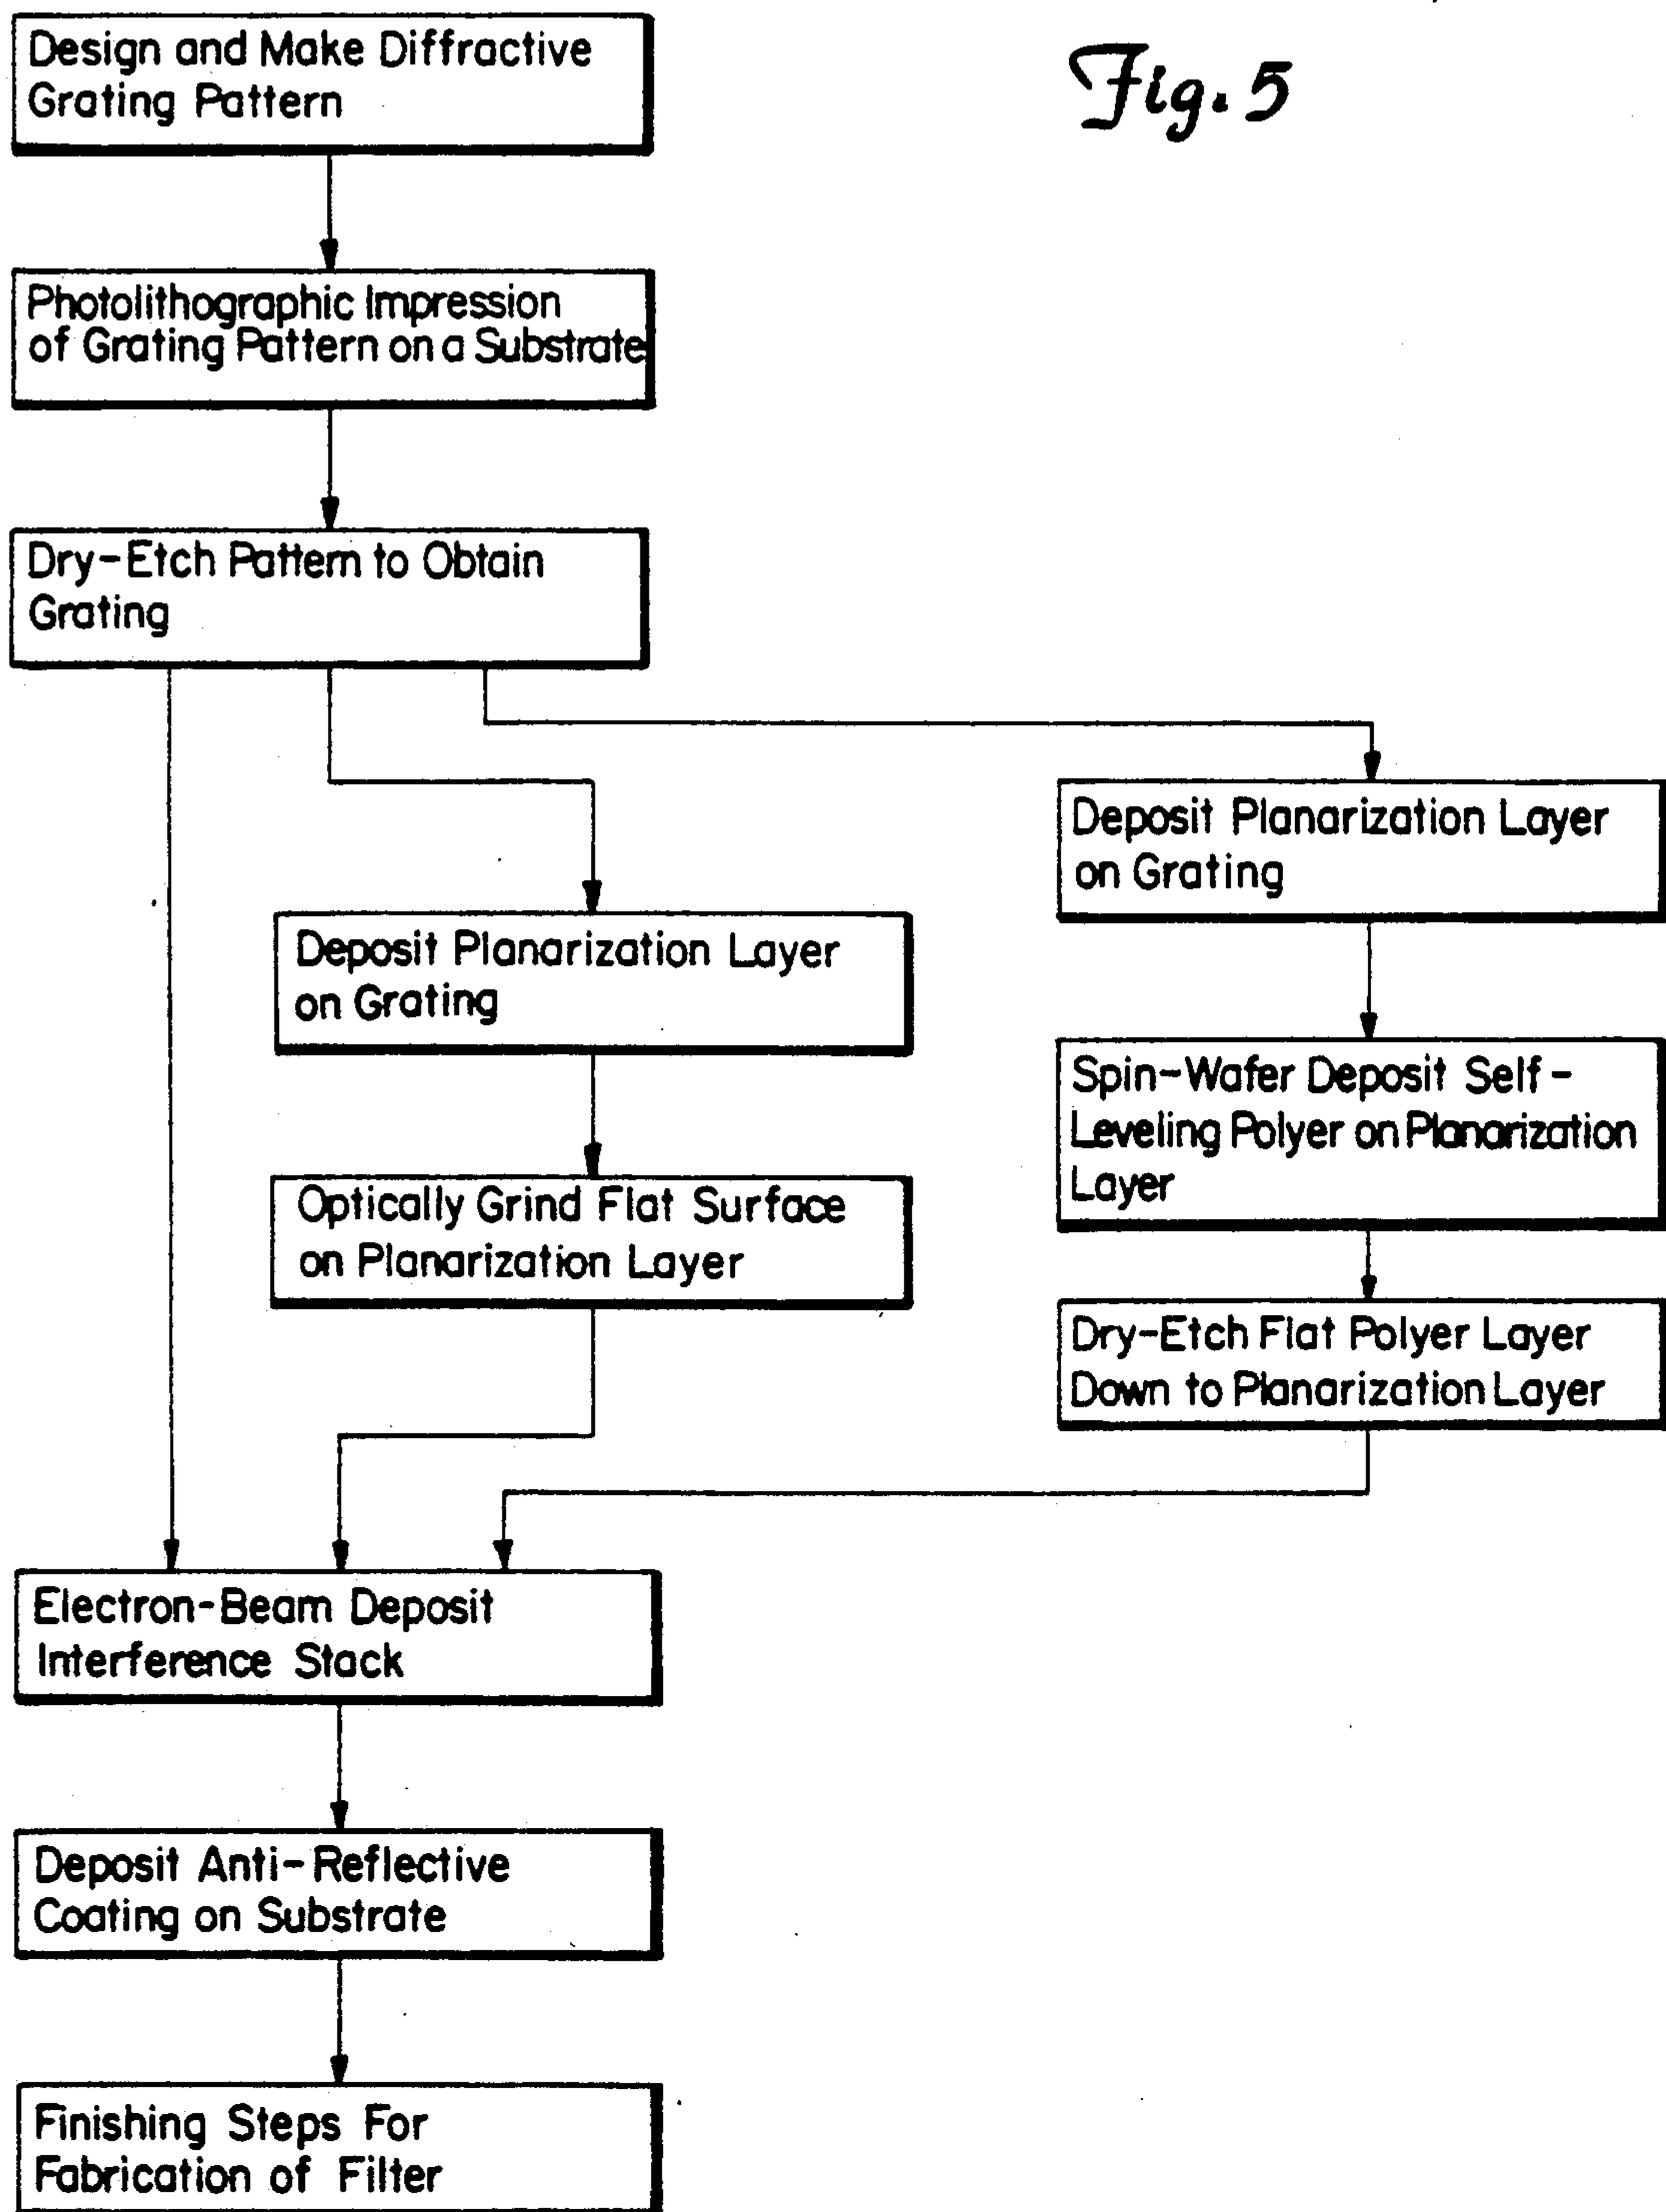 Fig. 5
Design and Make Diffractive
Grating Pattern
Photolithographic Impression
of Grating Pattern on a Substrate
Dry-Etch Pattern to Obtain
Grating
Deposit Planarization Layer
on Grating
Optically Grind Flat Surface
on Planarization Layer
Deposit Planarization Layer
on Grating
Spin-Wafer Deposit Self-
Leveling Polyer on Planarization
Layer
Dry-Etch Flat Polyer Layer
Down to Planarization Layer
Electron-Beam Deposit
Interference Stack
Deposit Anti-Reflective
Coating on Substrate
Finishing Steps For
Fabrication of Filter